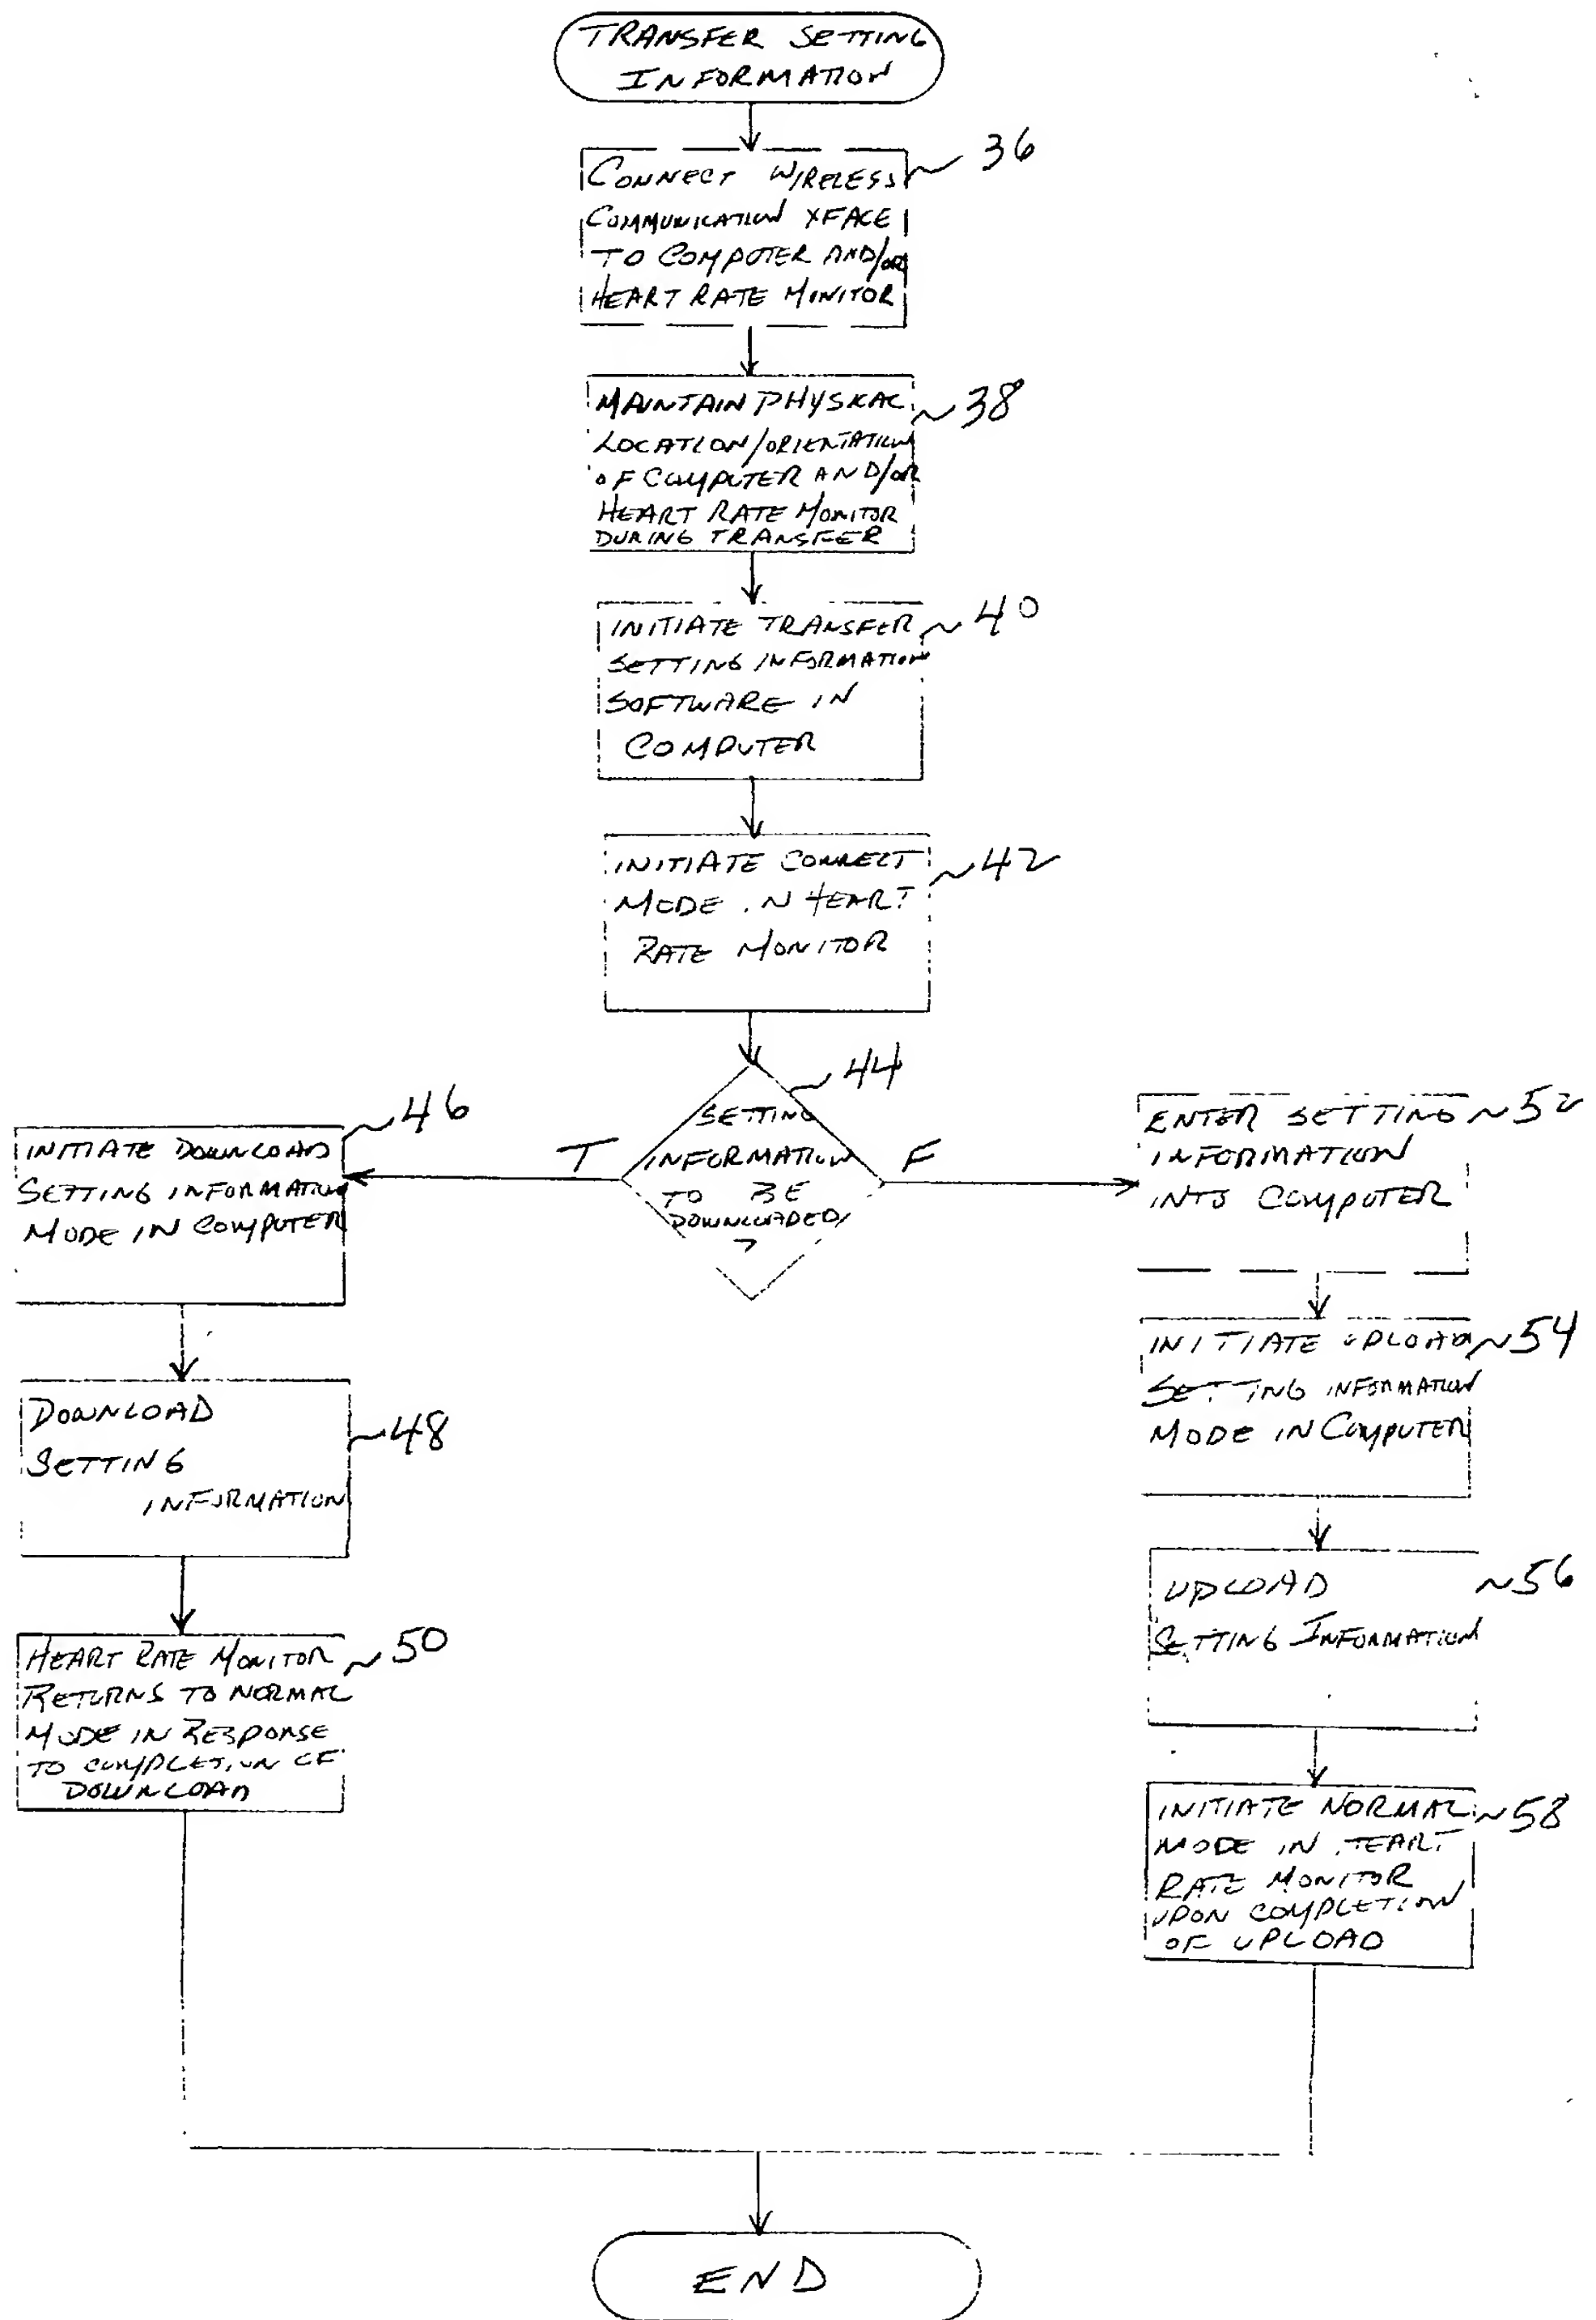 TRANSFER SETTING
INFORMATION
36
CONNECT WIRELESS
COMMUNICATION XFACE
TO COMPUTER AND/OR
HEART RATE MONITOR
38
MAINTAIN PHYSICAL
LOCATION/ORIENTATION
OF COMPUTER AND/OR
HEART RATE MONITOR
DURING TRANSFER
40
INITIATE TRANSFER
SETTING INFORMATION
SOFTWARE IN
COMPUTER
42
INITIATE CONNECT
MODE IN HEART
RATE MONITOR
44
SETTING
INFORMATION
TO BE
DOWNLOADED
?
T
F
46
INITIATE DOWNLOAD
SETTING INFORMATION
MODE IN COMPUTER
48
DOWNLOAD
SETTING
INFORMATION
50
HEART RATE MONITOR
RETURNS TO NORMAL
MODE IN RESPONSE
TO COMPLETION OF
DOWNLOAD
52
ENTER SETTING
INFORMATION
INTO COMPUTER
54
INITIATE UPLOAD
SETTING INFORMATION
MODE IN COMPUTER
56
UPLOAD
SETTING INFORMATION
58
INITIATE NORMAL
MODE IN HEART
RATE MONITOR
UPON COMPLETION
OF UPLOAD
END